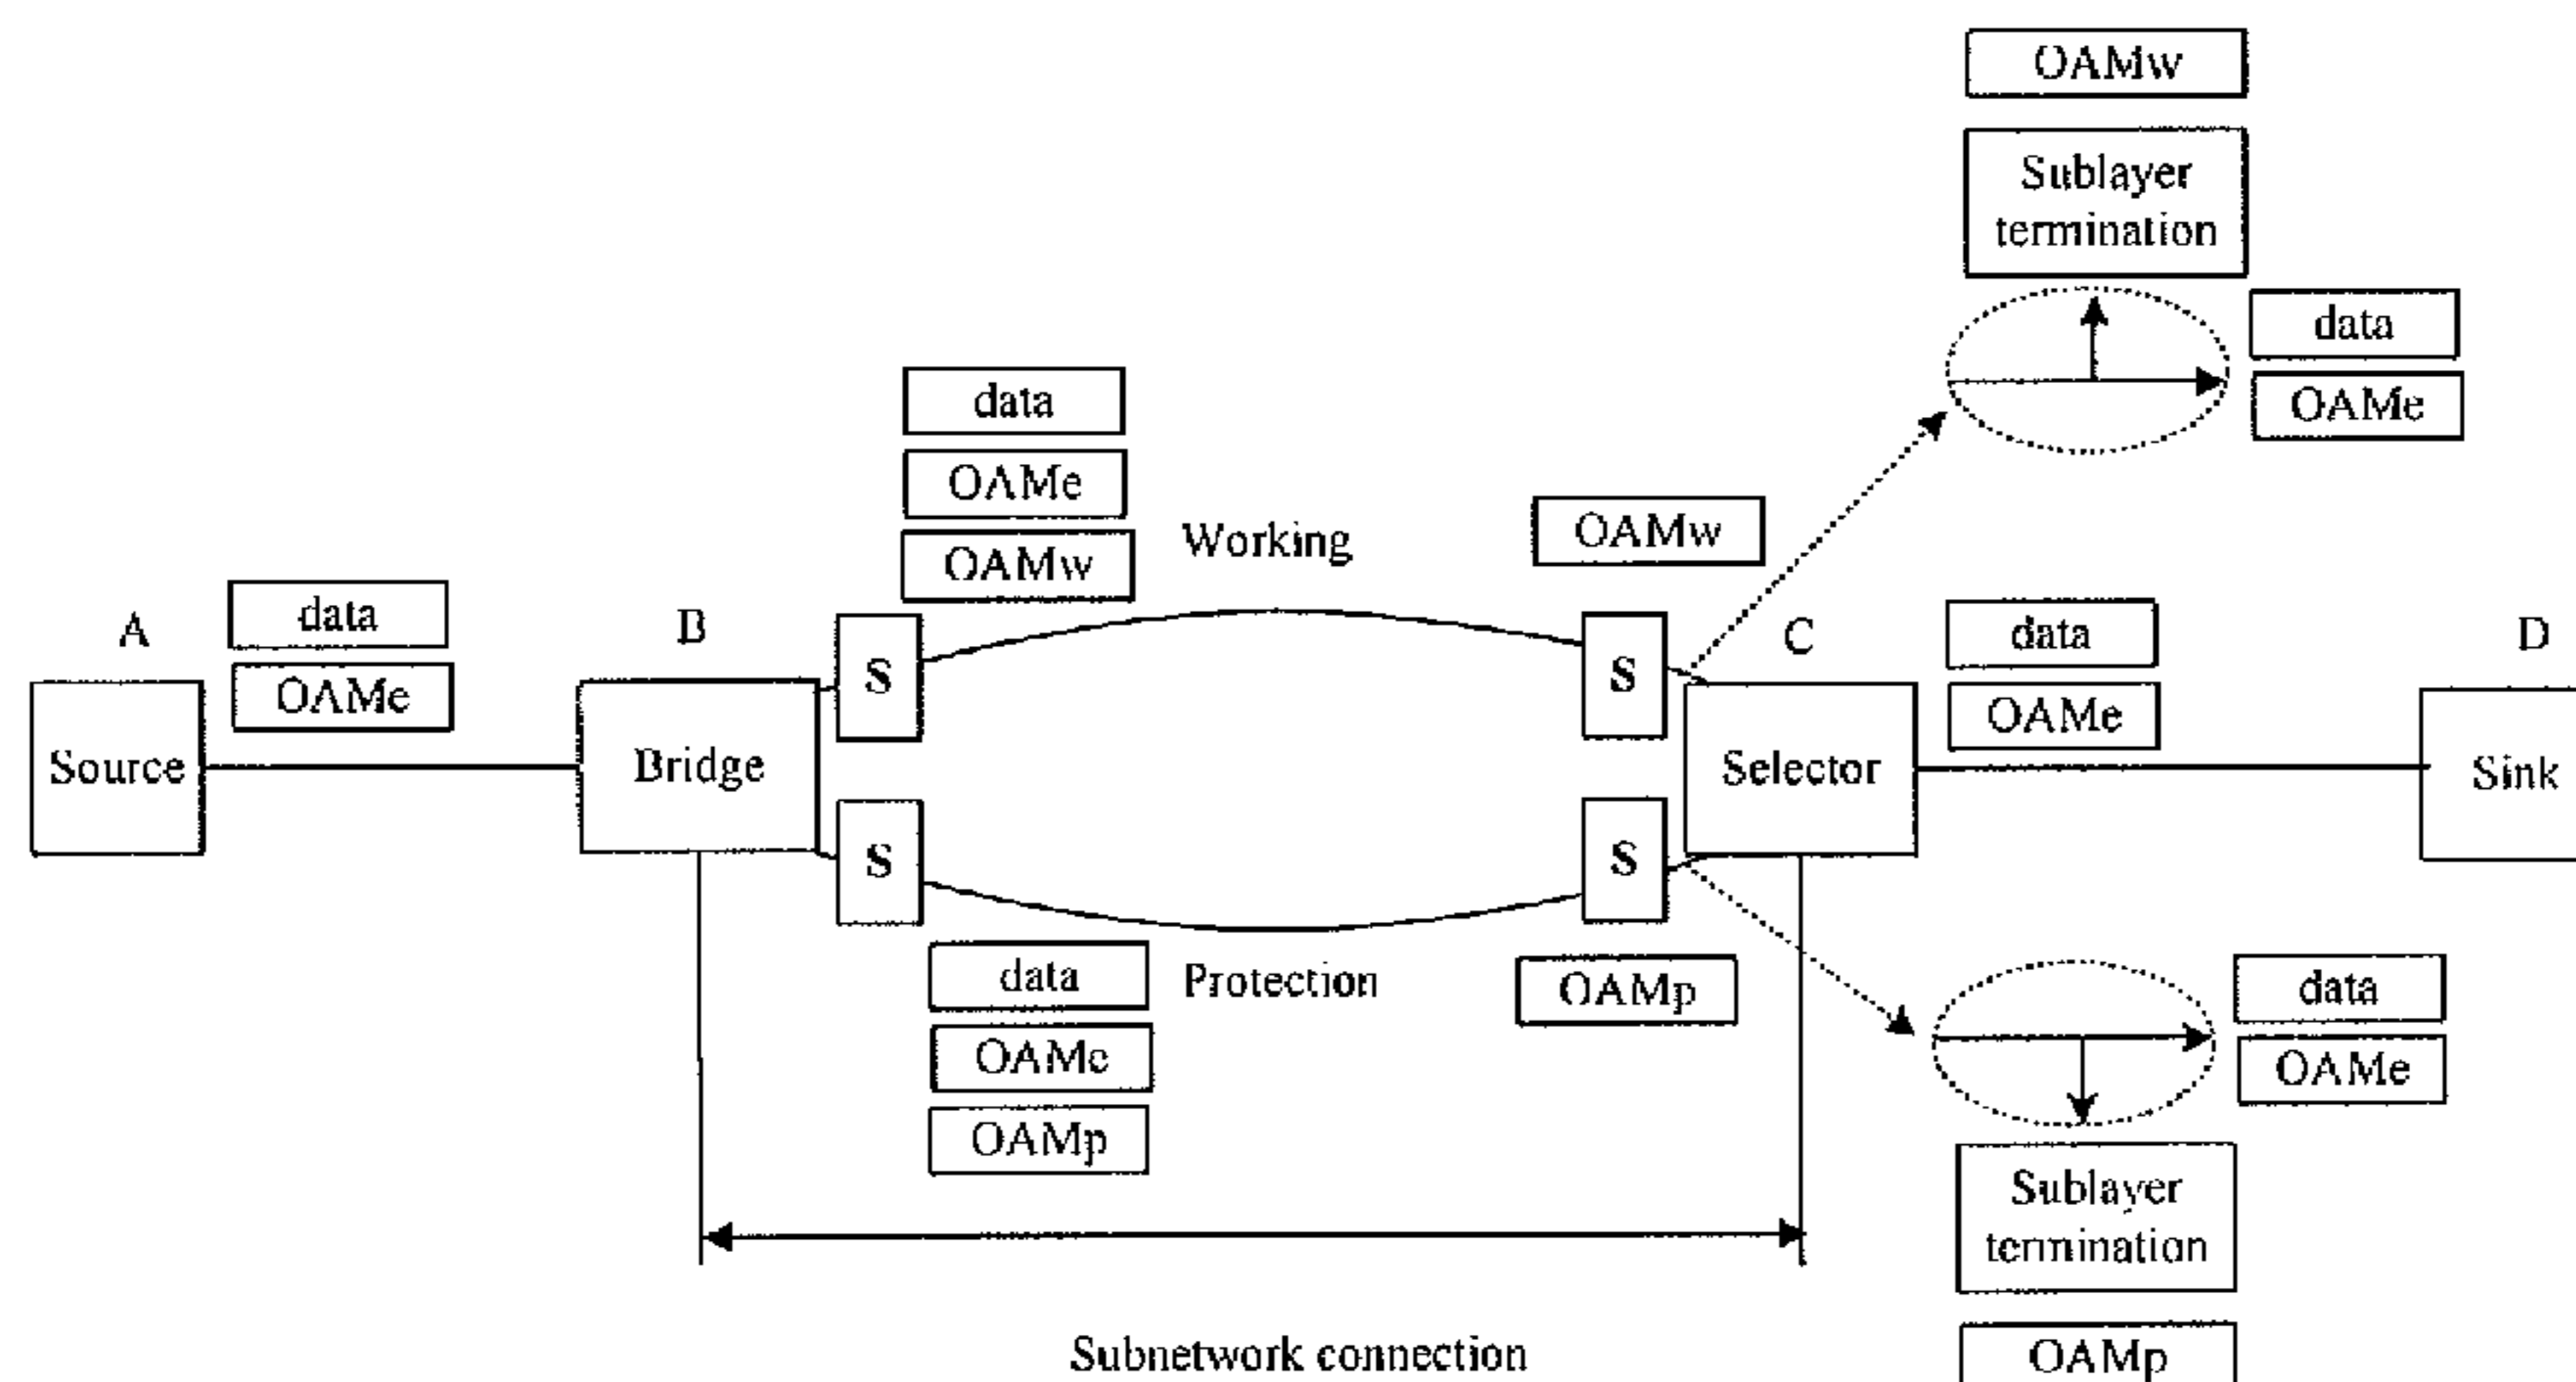 OAMw
Sublayer
termination
data
OAMe
data
OAMe
OAMw
Working
OAMw
A
data
OAMe
B
S
S
C
data
OAMe
D
Source
Bridge
Selector
Sink
S
S
data
OAMe
OAMp
Protection
OAMp
data
OAMe
Sublayer
termination
OAMp
Subnetwork connection